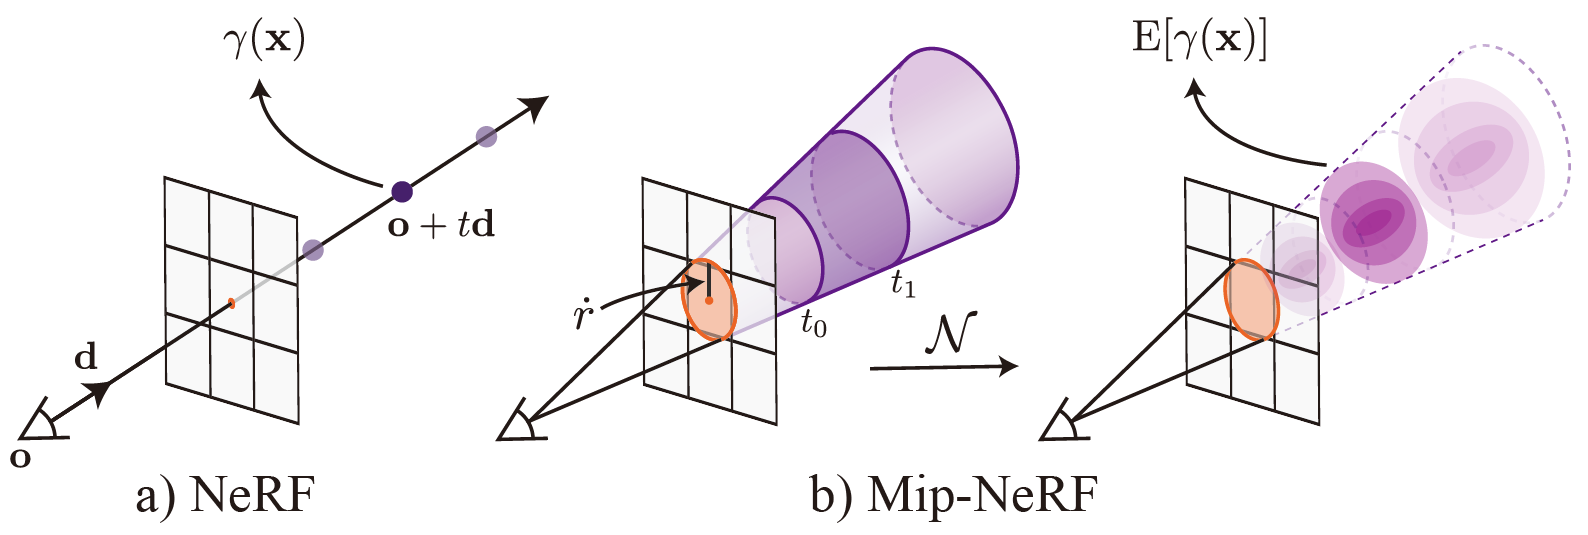 γ(x)
o + td
d
o
a) NeRF
ṙ
t₀
t₁
𝒩
E[γ(x)]
b) Mip-NeRF